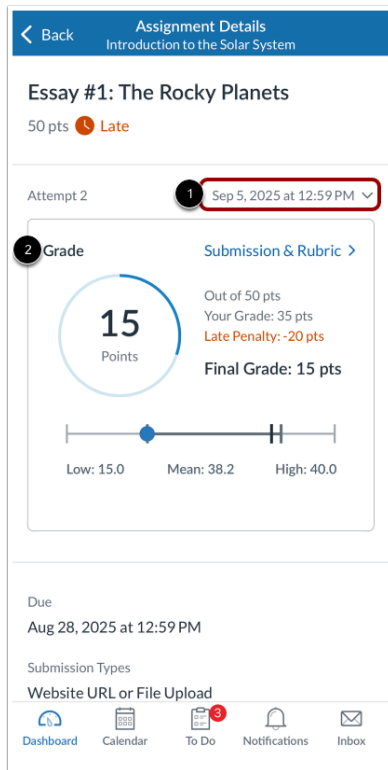 Back
Assignment Details
Introduction to the Solar System
Essay #1: The Rocky Planets
50 pts Late
Attempt 2
1
Sep 5, 2025 at 12:59 PM
2
Grade
Submission & Rubric >
15
Points
Out of 50 pts
Your Grade: 35 pts
Late Penalty: -20 pts
Final Grade: 15 pts
Low: 15.0 Mean: 38.2 High: 40.0
Due
Aug 28, 2025 at 12:59 PM
Submission Types
Website URL or File Upload
3
Dashboard Calendar To Do Notifications Inbox